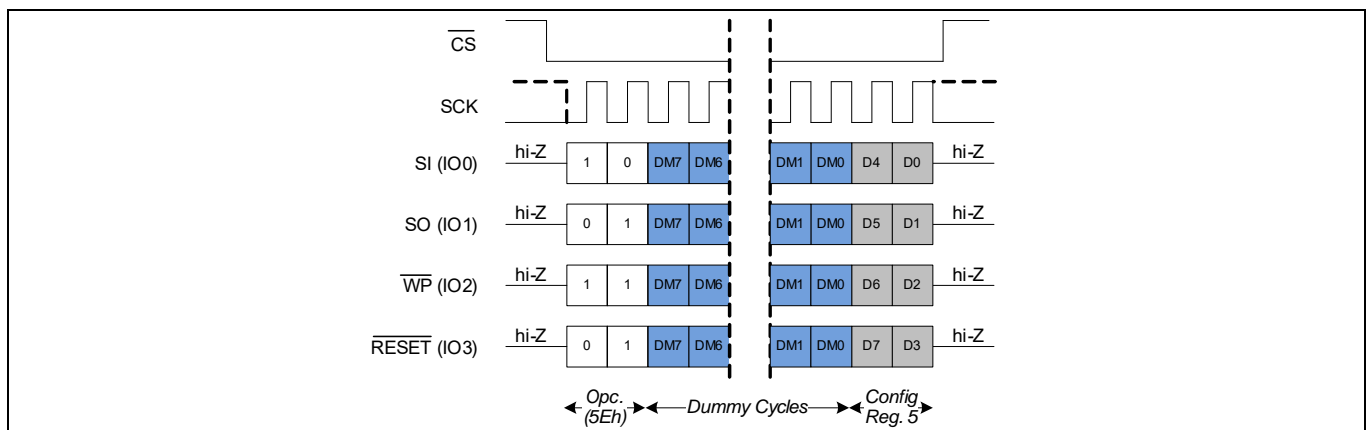 CS
SCK
SI (IO0) hi-Z 1 0 DM7 DM6 DM1 DM0 D4 D0 hi-Z
SO (IO1) hi-Z 0 1 DM7 DM6 DM1 DM0 D5 D1 hi-Z
WP (IO2) hi-Z 1 1 DM7 DM6 DM1 DM0 D6 D2 hi-Z
RESET (IO3) hi-Z 0 1 DM7 DM6 DM1 DM0 D7 D3 hi-Z
Opc. Dummy Cycles Config
(5Eh) Reg. 5